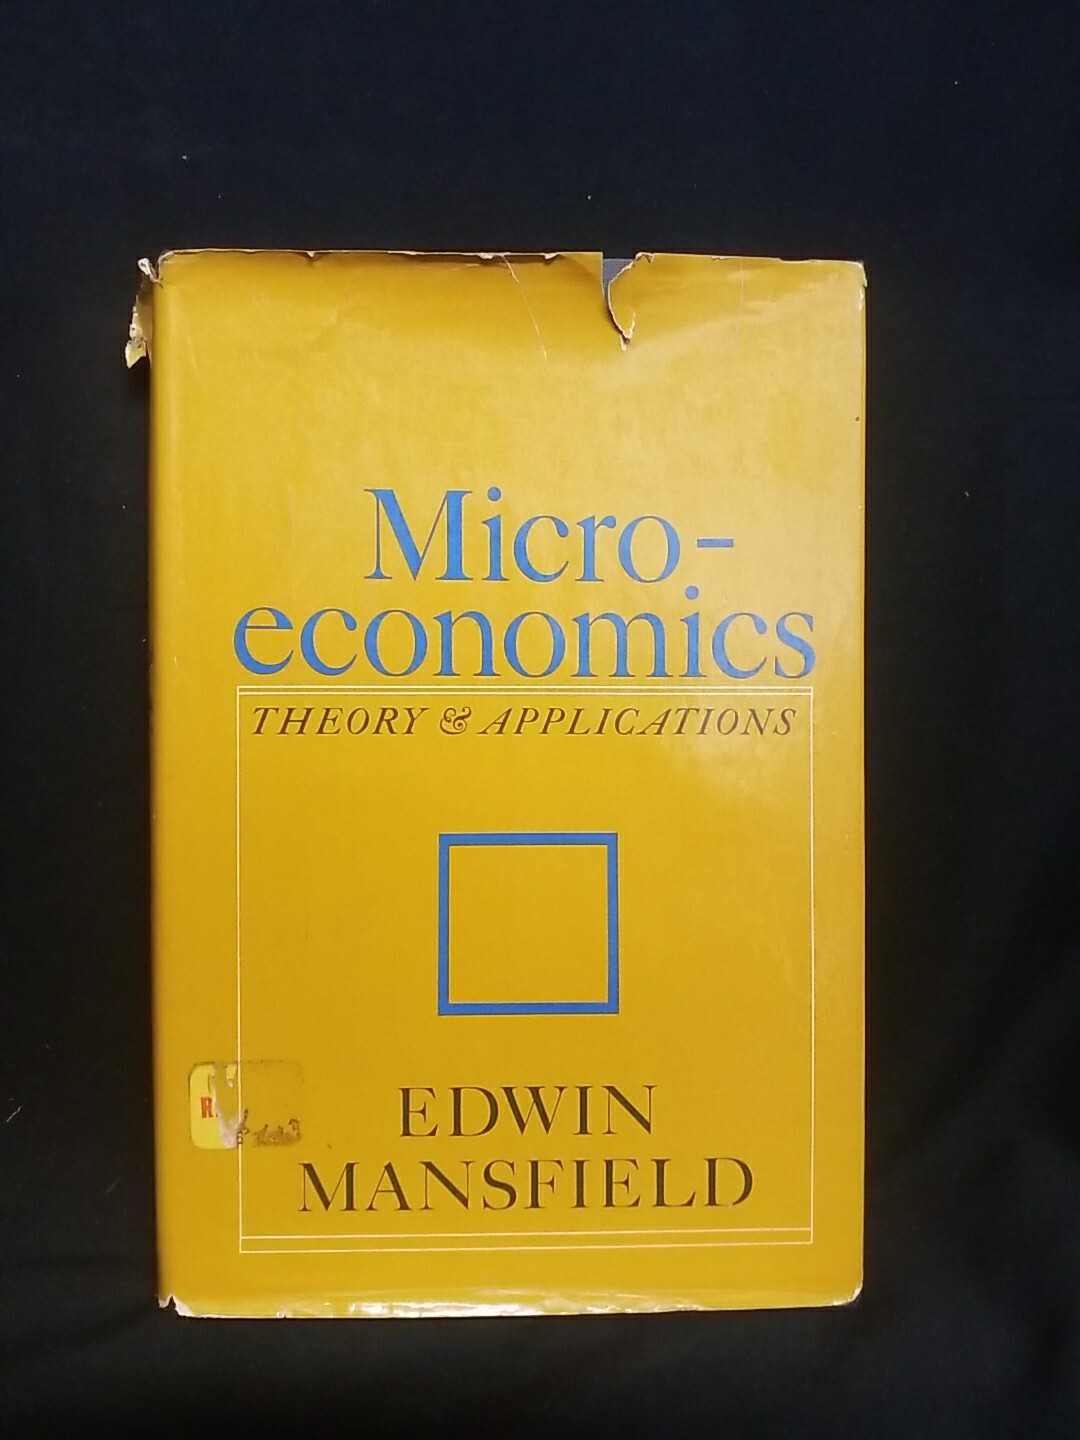 Micro-
economics
THEORY & APPLICATIONS
EDWIN
MANSFIELD